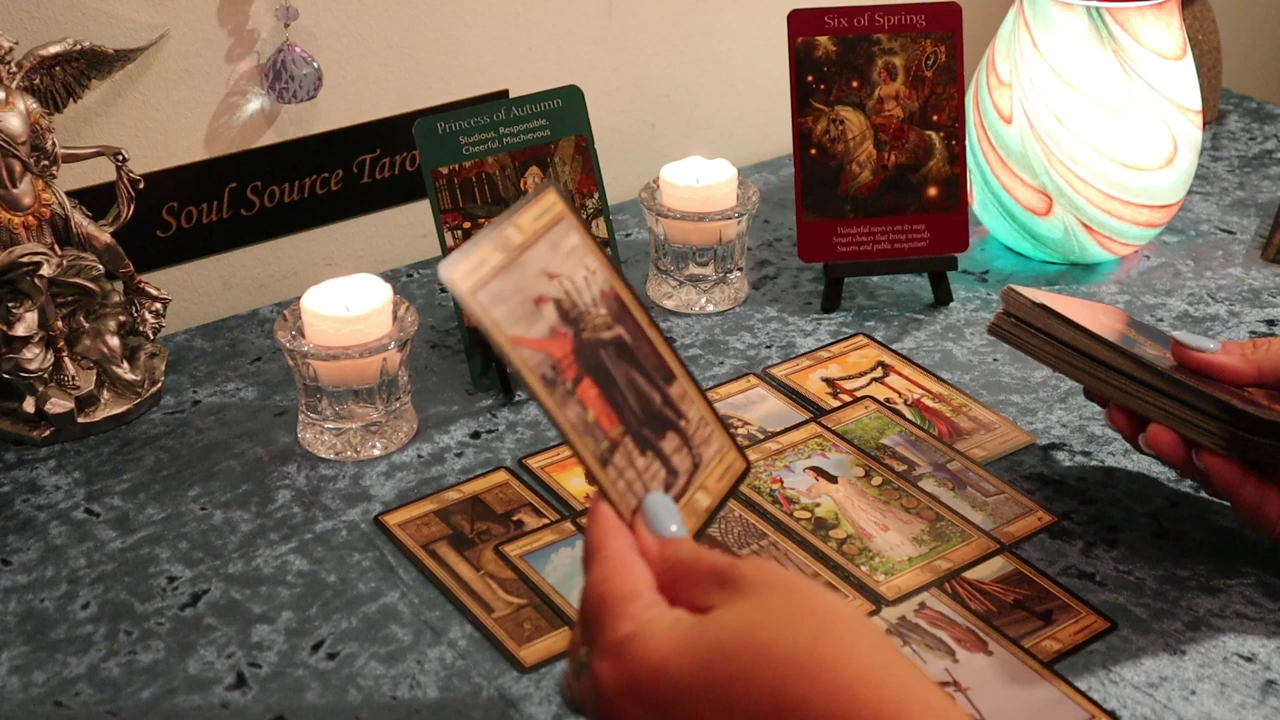 Six of Spring
Princess of Autumn
Studious, Responsible,
Cheerful, Mischievous
Soul Source Taro
Wonderful news is on its way.
Smart choices that bring rewards.
Success and public recognition!